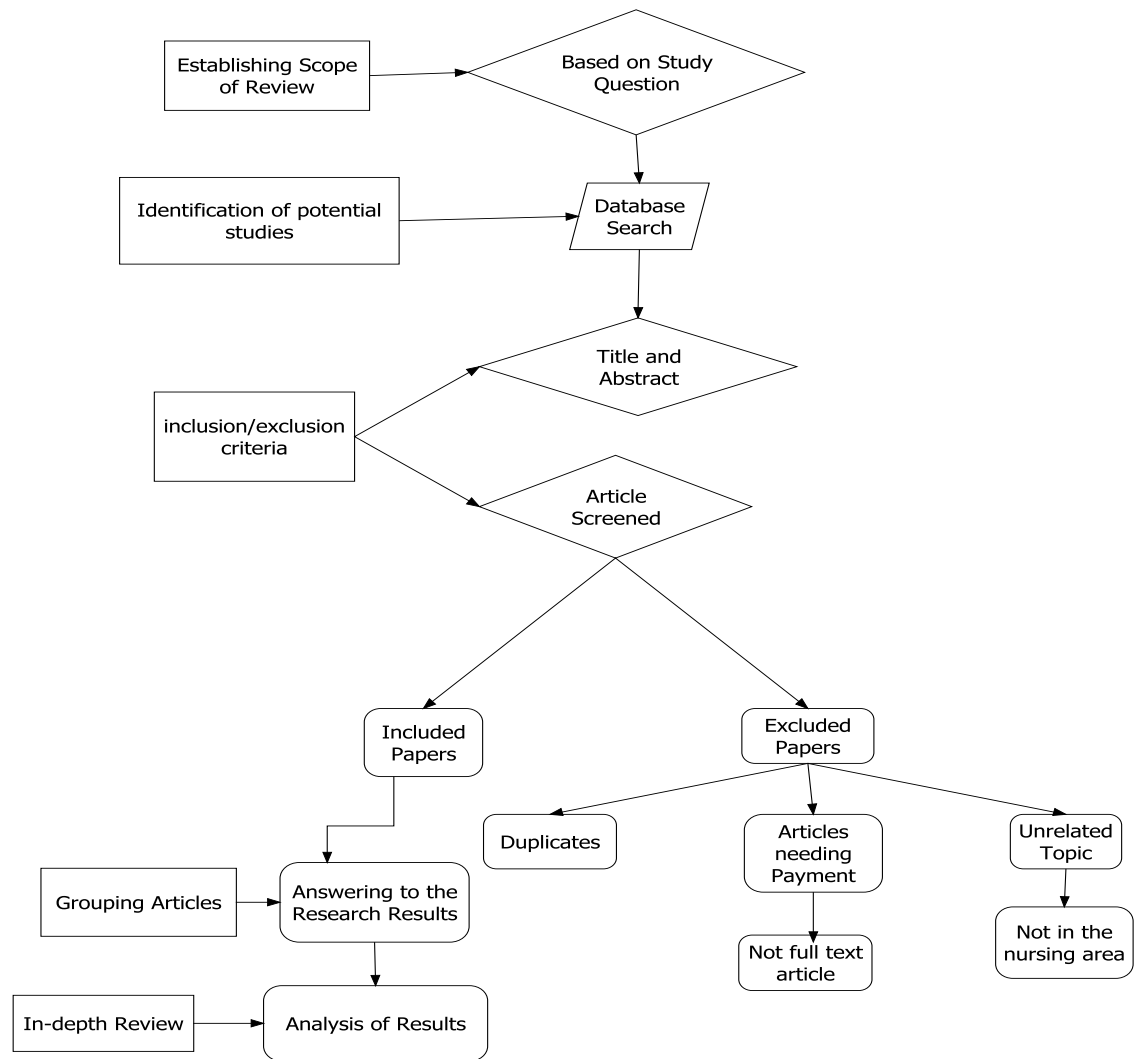 Establishing Scope
of Review
Based on Study
Question
Identification of potential
studies
Database
Search
Title and
Abstract
inclusion/exclusion
criteria
Article
Screened
Included
Papers
Excluded
Papers
Duplicates
Articles
needing
Payment
Unrelated
Topic
Grouping Articles
Answering to the
Research Results
Not full text
article
Not in the
nursing area
In-depth Review
Analysis of Results